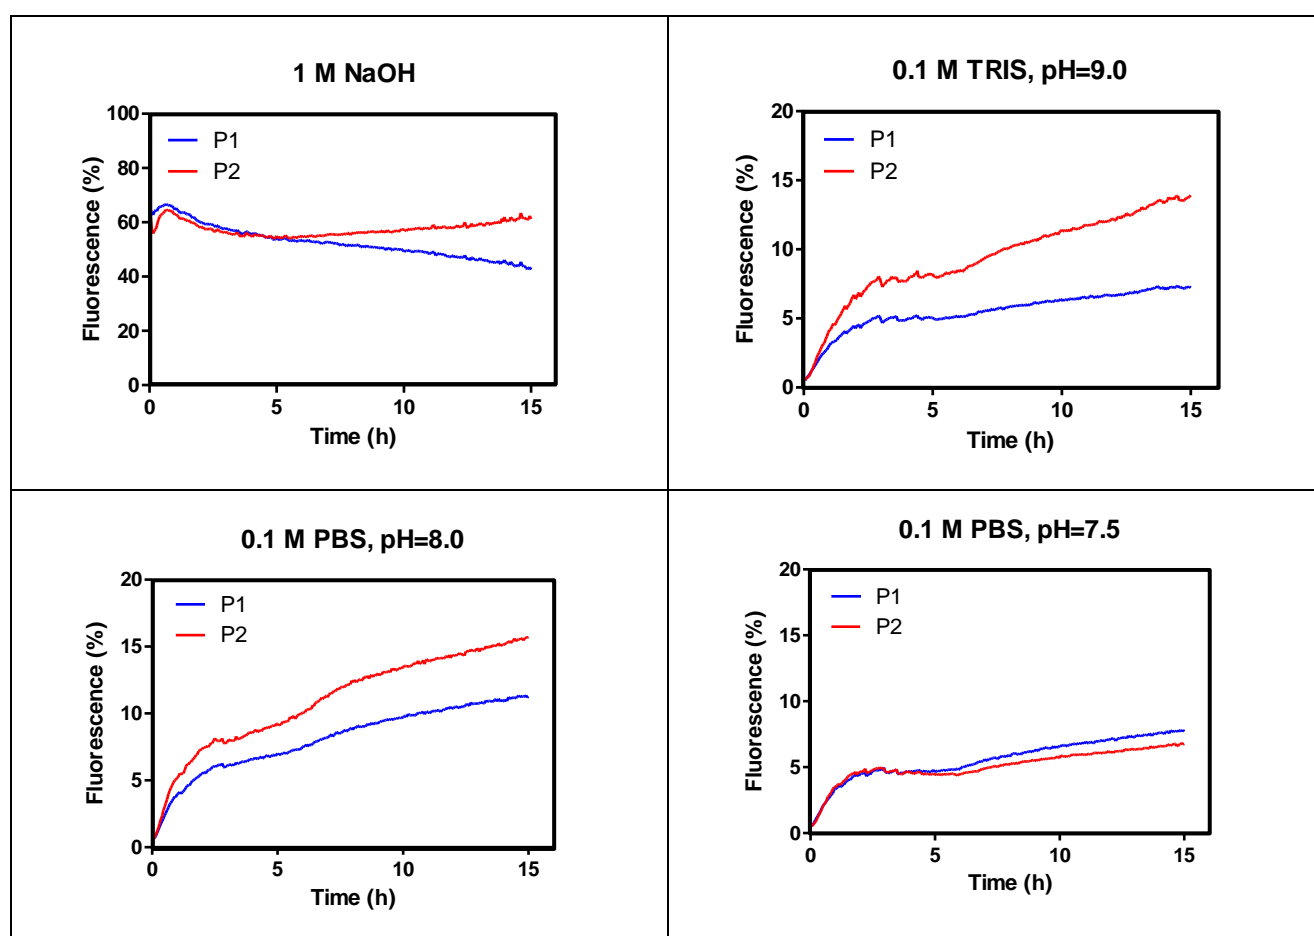 1 M NaOH
Fluorescence (%)
100
80
60
40
20
0
P1
P2
0 5 10 15
Time (h)
0.1 M TRIS, pH=9.0
Fluorescence (%)
20
15
10
5
0
P1
P2
0 5 10 15
Time (h)
0.1 M PBS, pH=8.0
Fluorescence (%)
20
15
10
5
0
P1
P2
0 5 10 15
Time (h)
0.1 M PBS, pH=7.5
Fluorescence (%)
20
15
10
5
0
P1
P2
0 5 10 15
Time (h)